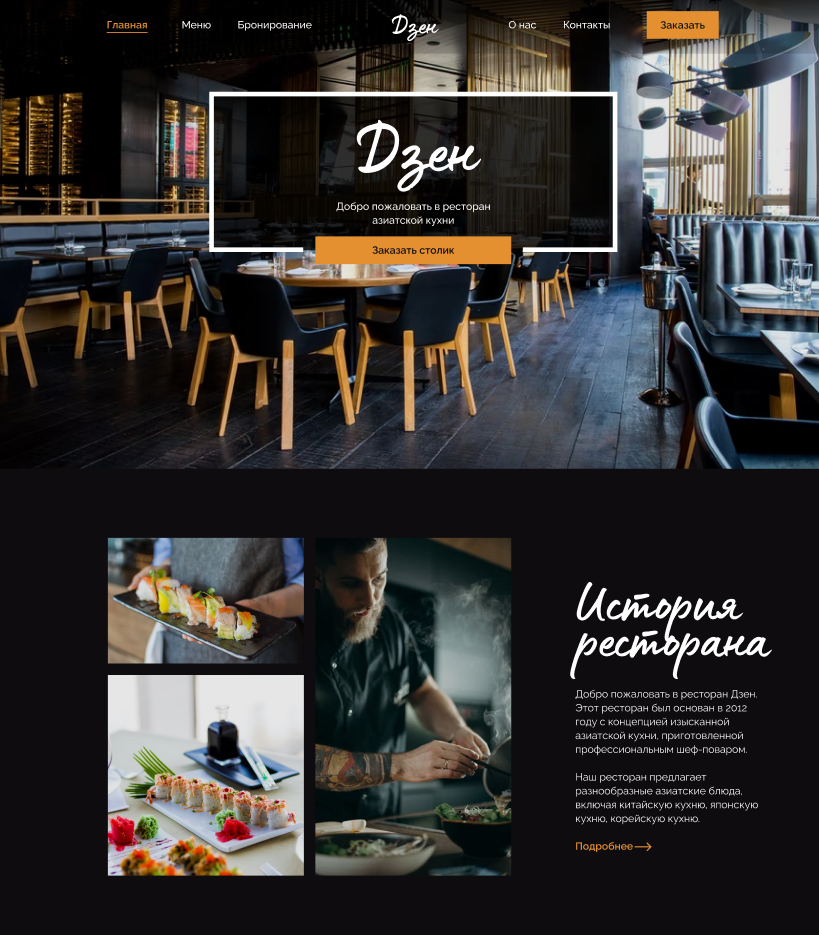 Главная Меню Бронирование Дзен О нас Контакты Заказать
Дзен
Добро пожаловать в ресторан
азиатской кухни
Заказать столик
История
ресторана
Добро пожаловать в ресторан Дзен.
Этот ресторан был основан в 2012
году с концепцией изысканной
азиатской кухни, приготовленной
профессиональным шеф-поваром.
Наш ресторан предлагает
разнообразные азиатские блюда,
включая китайскую кухню, японскую
кухню, корейскую кухню.
Подробнее